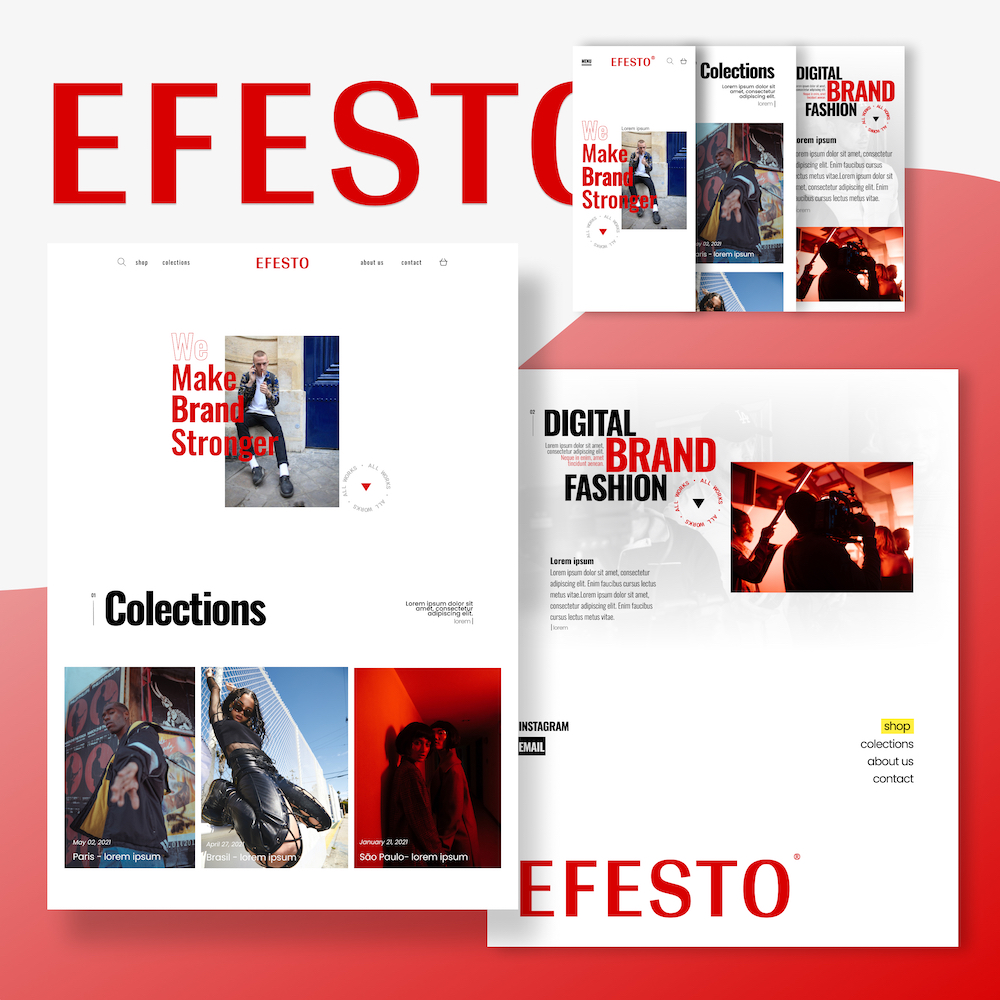 EFESTO
MENU
EFESTO®
We
Lorem ipsum
Make
Brand
Stronger
ALL WORKS · ALL WORKS ·
Colections
Lorem ipsum dolor sit
amet, consectetur
adipiscing elit.
lorem |
May 02, 2021
Paris - lorem ipsum
DIGITAL
BRAND
FASHION
ALL WORKS · ALL WORKS ·
Lorem ipsum
Lorem ipsum dolor sit amet, consectetur
adipiscing elit. Enim faucibus cursus
lectus metus vitae.Lorem ipsum dolor sit
amet, consectetur adipiscing elit. Enim
faucibus cursus lectus metus vitae.
lorem
shop
colections
EFESTO
about us
contact
We
Make
Brand
Stronger
ALL WORKS · ALL WORKS ·
01
Colections
Lorem ipsum dolor sit
amet, consectetur
adipiscing elit.
lorem |
May 02, 2021
Paris - lorem ipsum
April 27, 2021
Brasil - lorem ipsum
January 21, 2021
São Paulo- lorem ipsum
02
DIGITAL
Lorem ipsum dolor sit amet,
consectetur adipiscing elit.
Neque in enim, amet
tincidunt aenean.
BRAND
FASHION
ALL WORKS · ALL WORKS ·
Lorem ipsum
Lorem ipsum dolor sit amet, consectetur
adipiscing elit. Enim faucibus cursus lectus
metus vitae.Lorem ipsum dolor sit amet,
consectetur adipiscing elit. Enim faucibus
cursus lectus metus vitae.
| lorem
INSTAGRAM
EMAIL
shop
colections
about us
contact
EFESTO®